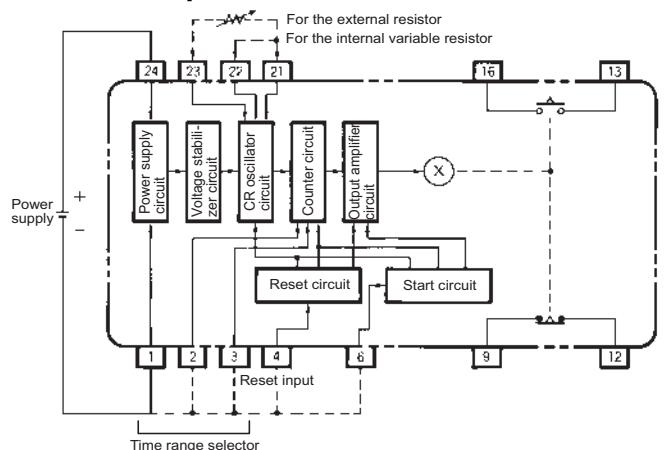 For the external resistor
For the internal variable resistor
24 23 22 21 16 13
Power supply
circuit
Voltage stabili-
zer circuit
CR oscillator
circuit
Counter circuit
Output amplifier
circuit
X
Power
supply
+
−
Reset circuit
Start circuit
1 2 3 4 6 9 12
Reset input
Time range selector